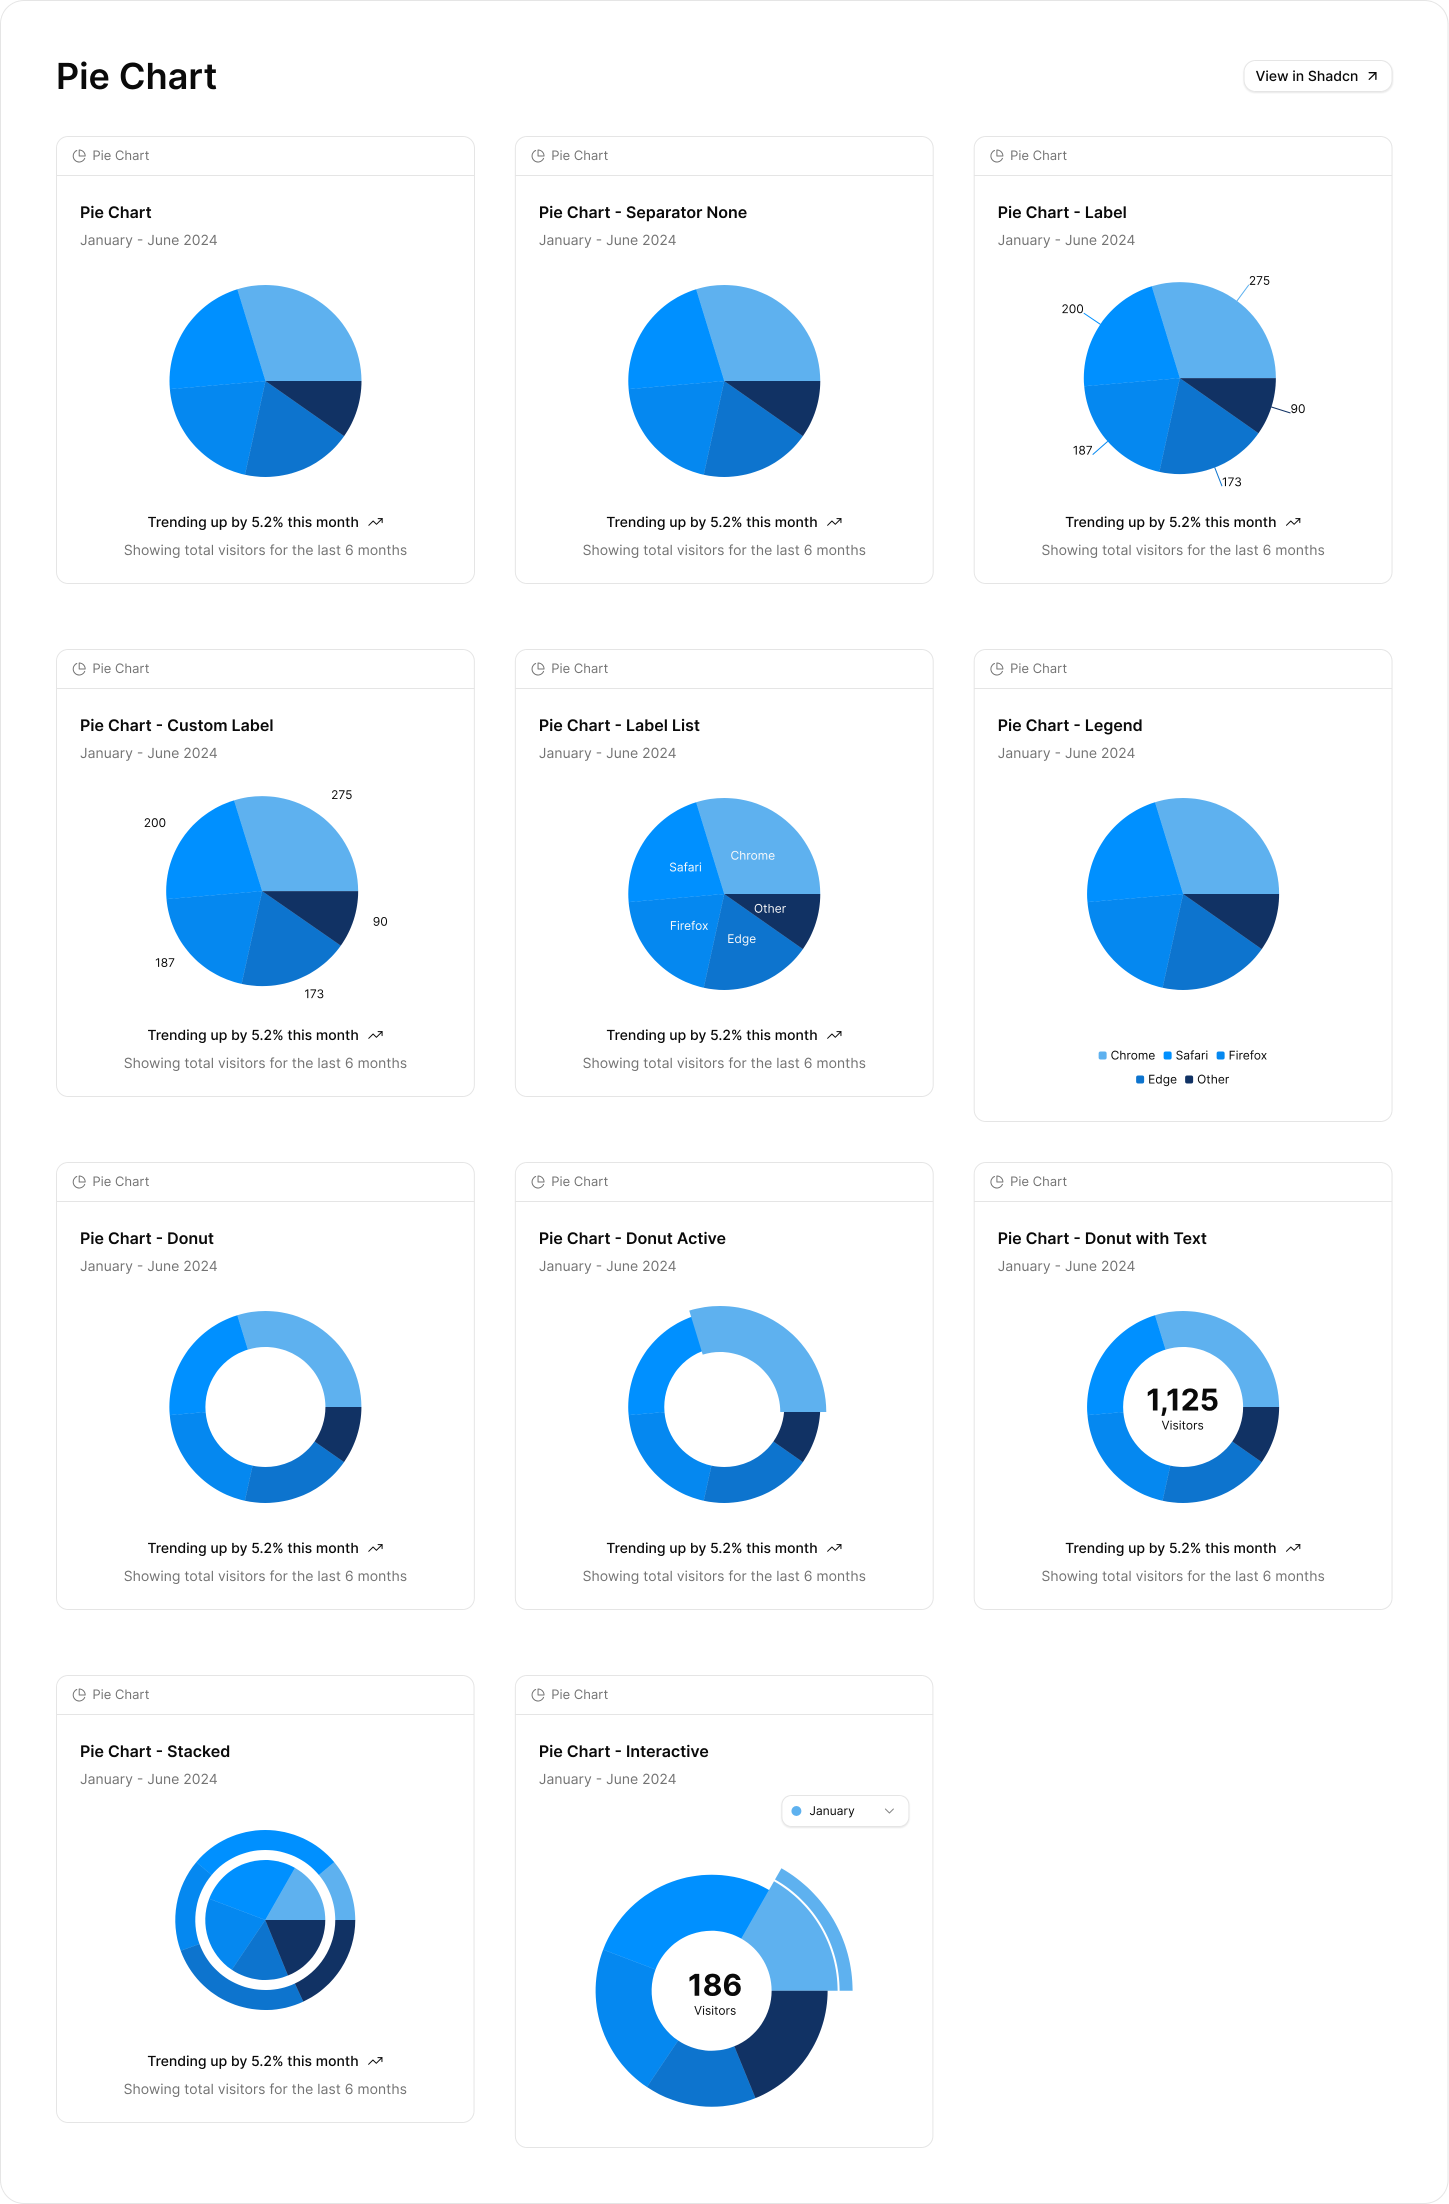 Pie Chart
View in Shadcn
Pie Chart
Pie Chart
January - June 2024
Trending up by 5.2% this month
Showing total visitors for the last 6 months
Pie Chart
Pie Chart - Separator None
January - June 2024
Trending up by 5.2% this month
Showing total visitors for the last 6 months
Pie Chart
Pie Chart - Label
January - June 2024
275
200
90
187
173
Trending up by 5.2% this month
Showing total visitors for the last 6 months
Pie Chart
Pie Chart - Custom Label
January - June 2024
275
200
90
187
173
Trending up by 5.2% this month
Showing total visitors for the last 6 months
Pie Chart
Pie Chart - Label List
January - June 2024
Chrome
Safari
Other
Firefox
Edge
Trending up by 5.2% this month
Showing total visitors for the last 6 months
Pie Chart
Pie Chart - Legend
January - June 2024
Chrome Safari Firefox
Edge Other
Pie Chart
Pie Chart - Donut
January - June 2024
Trending up by 5.2% this month
Showing total visitors for the last 6 months
Pie Chart
Pie Chart - Donut Active
January - June 2024
Trending up by 5.2% this month
Showing total visitors for the last 6 months
Pie Chart
Pie Chart - Donut with Text
January - June 2024
1,125
Visitors
Trending up by 5.2% this month
Showing total visitors for the last 6 months
Pie Chart
Pie Chart - Stacked
January - June 2024
Trending up by 5.2% this month
Showing total visitors for the last 6 months
Pie Chart
Pie Chart - Interactive
January - June 2024
January
186
Visitors